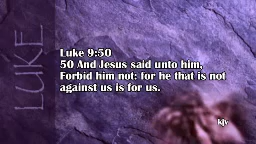 LUKE
Luke 9:50
50 And Jesus said unto him,
Forbid him not: for he that is not
against us is for us.
kjv